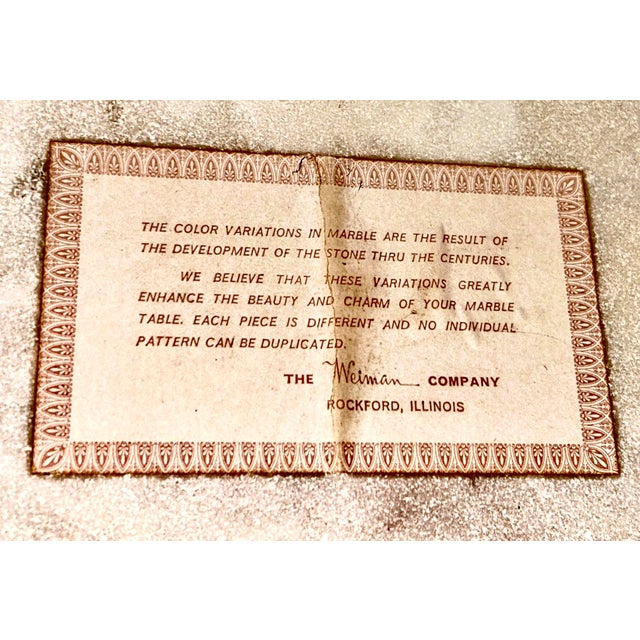 THE COLOR VARIATIONS IN MARBLE ARE THE RESULT OF
THE DEVELOPMENT OF THE STONE THRU THE CENTURIES.
WE BELIEVE THAT THESE VARIATIONS GREATLY
ENHANCE THE BEAUTY AND CHARM OF YOUR MARBLE
TABLE. EACH PIECE IS DIFFERENT AND NO INDIVIDUAL
PATTERN CAN BE DUPLICATED.
THE Weiman COMPANY
ROCKFORD, ILLINOIS